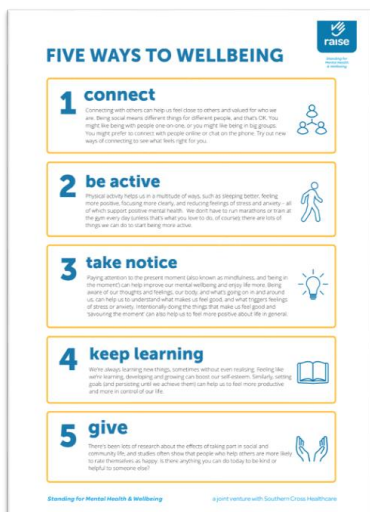 raise
Standing for
Mental Health
& Wellbeing
FIVE WAYS TO WELLBEING
1 connect
Connecting with others can help us feel close to others and valued for who we
are. Being social means different things for different people, and that's OK. You
might like being with people one-on-one, or you might like being in big groups.
You might prefer to connect with people online or chat on the phone. Try out new
ways of connecting to see what feels right for you.
2 be active
Physical activity helps us in a multitude of ways, such as sleeping better, feeling
more positive, focusing more clearly, and reducing feelings of stress and anxiety - all
of which support positive mental health. We don't have to run marathons or train at
the gym every day (unless that's what you love to do, of course); there are lots of
things we can do to start being more active.
3 take notice
Paying attention to the present moment (also known as mindfulness, and 'being in
the moment') can help improve our mental wellbeing and enjoy life more. Being
aware of our thoughts and feelings, our body, and what's going on in and around
us, can help us to understand what makes us feel good, and what triggers feelings
of stress or anxiety. Intentionally doing the things that make us feel good and
'savouring the moment' can also help us to feel more positive about life in general.
4 keep learning
We're always learning new things, sometimes without even realising. Feeling like
we're learning, developing and growing can boost our self-esteem. Similarly, setting
goals (and persisting until we achieve them) can help us to feel more productive
and more in control of our life.
5 give
There's been lots of research about the effects of taking part in social and
community life, and studies often show that people who help others are more likely
to rate themselves as happy. Is there anything you can do today to be kind or
helpful to someone else?
Standing for Mental Health & Wellbeing
a joint venture with Southern Cross Healthcare